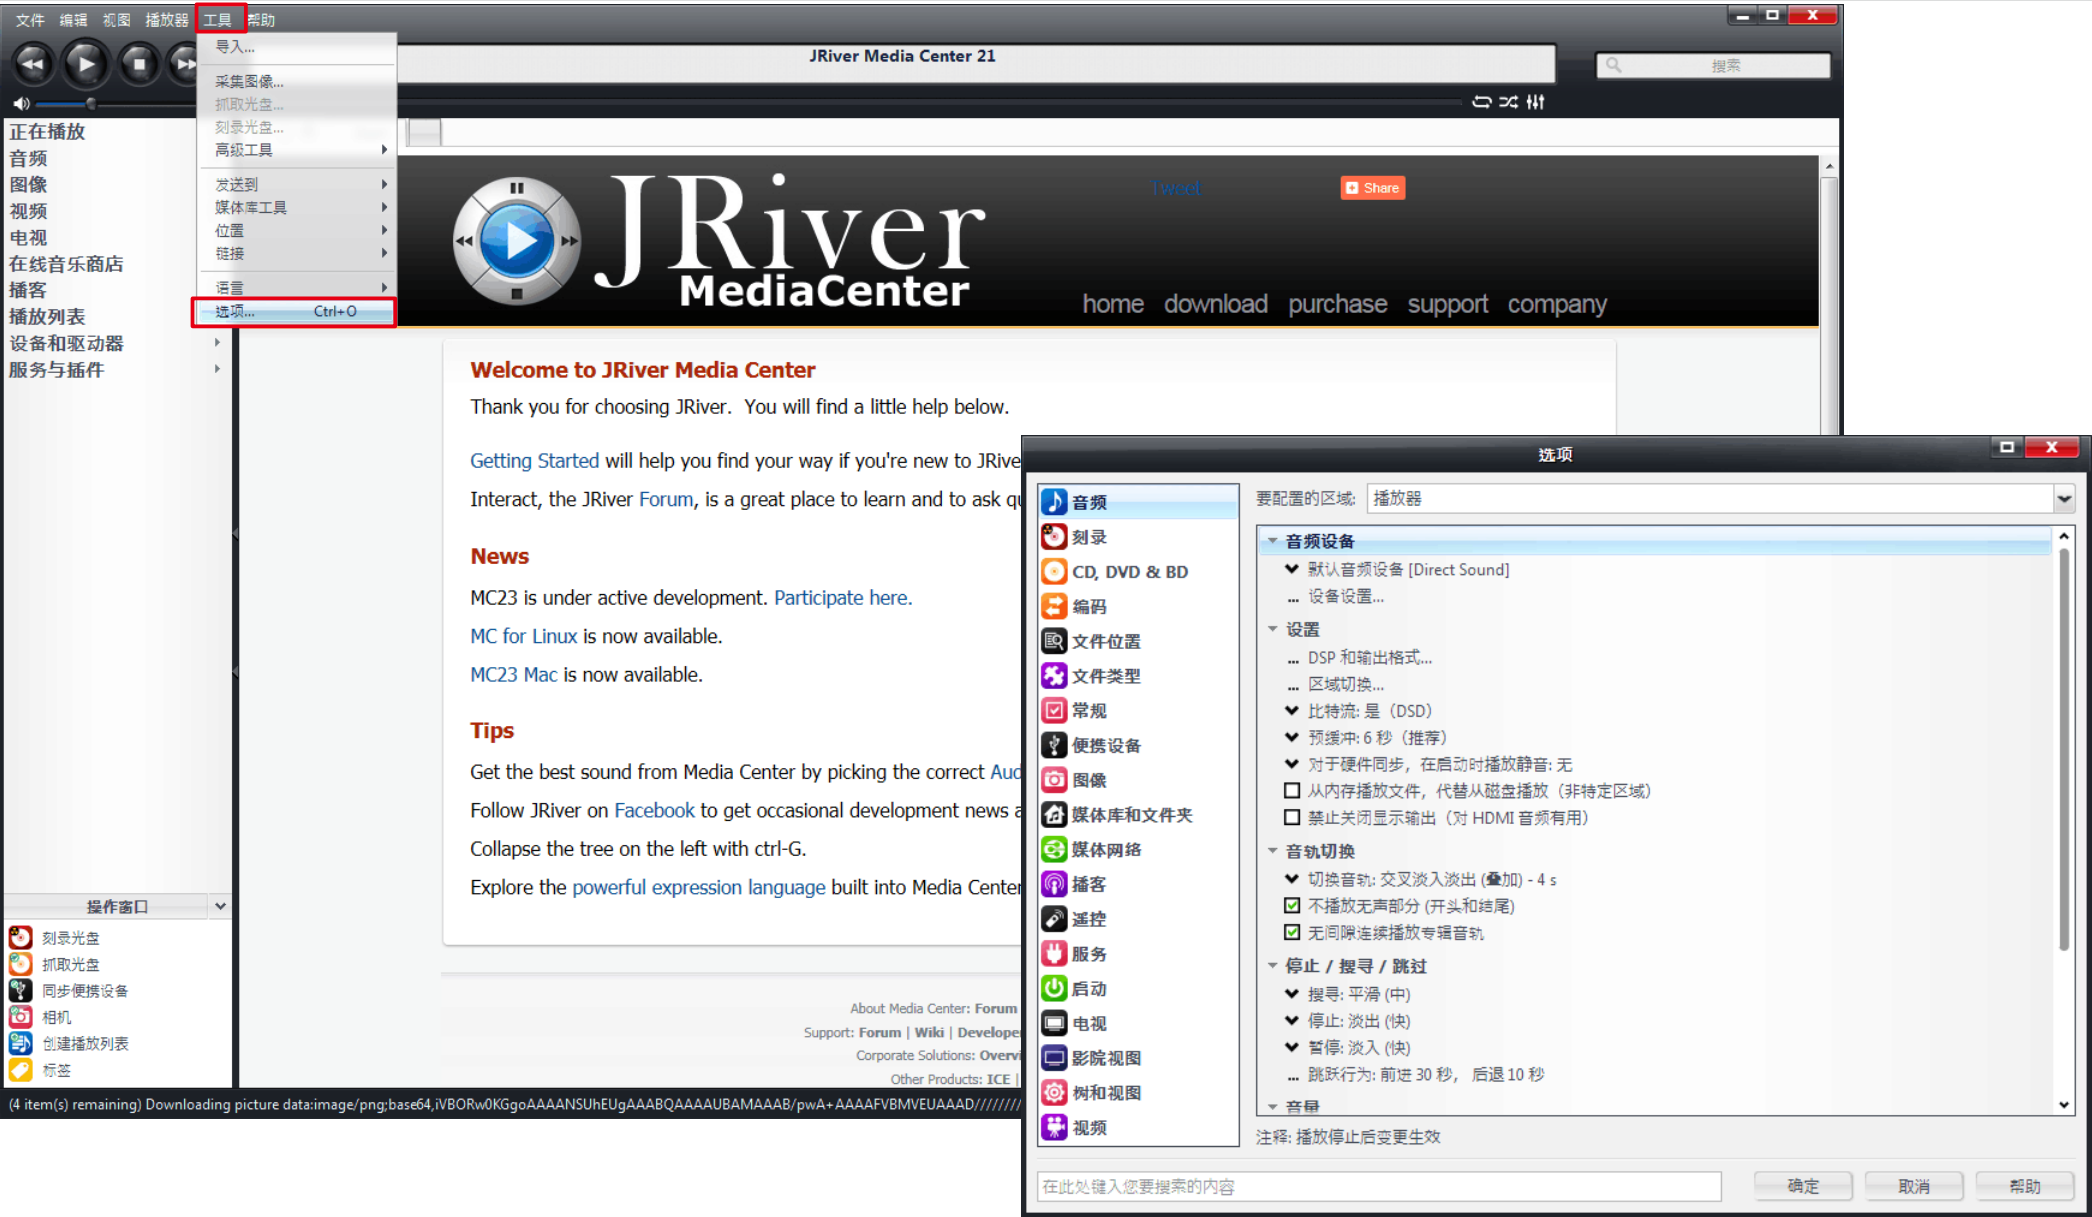 文件 编辑 视图 播放器 工具 帮助
JRiver Media Center 21
搜索
导入...
采集图像...
抓取光盘...
刻录光盘...
高级工具
发送到
媒体库工具
位置
链接
语言
选项... Ctrl+O
正在播放
音频
图像
视频
电视
在线音乐商店
播客
播放列表
设备和驱动器
服务与插件
操作窗口
刻录光盘
抓取光盘
同步便携设备
相机
创建播放列表
标签
Tweet
Share
JRiver
MediaCenter
home download purchase support company
Welcome to JRiver Media Center
Thank you for choosing JRiver. You will find a little help below.
Getting Started will help you find your way if you're new to JRive
Interact, the JRiver Forum, is a great place to learn and to ask qu
News
MC23 is under active development. Participate here.
MC for Linux is now available.
MC23 Mac is now available.
Tips
Get the best sound from Media Center by picking the correct Aud
Follow JRiver on Facebook to get occasional development news a
Collapse the tree on the left with ctrl-G.
Explore the powerful expression language built into Media Center
About Media Center: Forum
Support: Forum | Wiki | Develope
Corporate Solutions: Overvi
Other Products: ICE |
(4 item(s) remaining) Downloading picture data:image/png;base64,iVBORw0KGgoAAAANSUhEUgAAABQAAAAUBAMAAAB/pwA+AAAAFVBMVEUAAAD////////
选项
音频
刻录
CD, DVD & BD
编码
文件位置
文件类型
常规
便携设备
图像
媒体库和文件夹
媒体网络
播客
遥控
服务
启动
电视
影院视图
树和视图
视频
要配置的区域: 播放器
音频设备
默认音频设备 [Direct Sound]
... 设备设置...
设置
... DSP 和输出格式...
... 区域切换...
比特流: 是（DSD）
预缓冲: 6 秒（推荐）
对于硬件同步，在启动时播放静音: 无
从内存播放文件，代替从磁盘播放（非特定区域）
禁止关闭显示输出（对 HDMI 音频有用）
音轨切换
切换音轨: 交叉淡入淡出 (叠加) - 4 s
不播放无声部分 (开头和结尾)
无间隙连续播放专辑音轨
停止 / 搜寻 / 跳过
搜寻: 平滑 (中)
停止: 淡出 (快)
暂停: 淡入 (快)
... 跳跃行为: 前进 30 秒， 后退 10 秒
音量
注释: 播放停止后变更生效
在此处键入您要搜索的内容
确定 取消 帮助